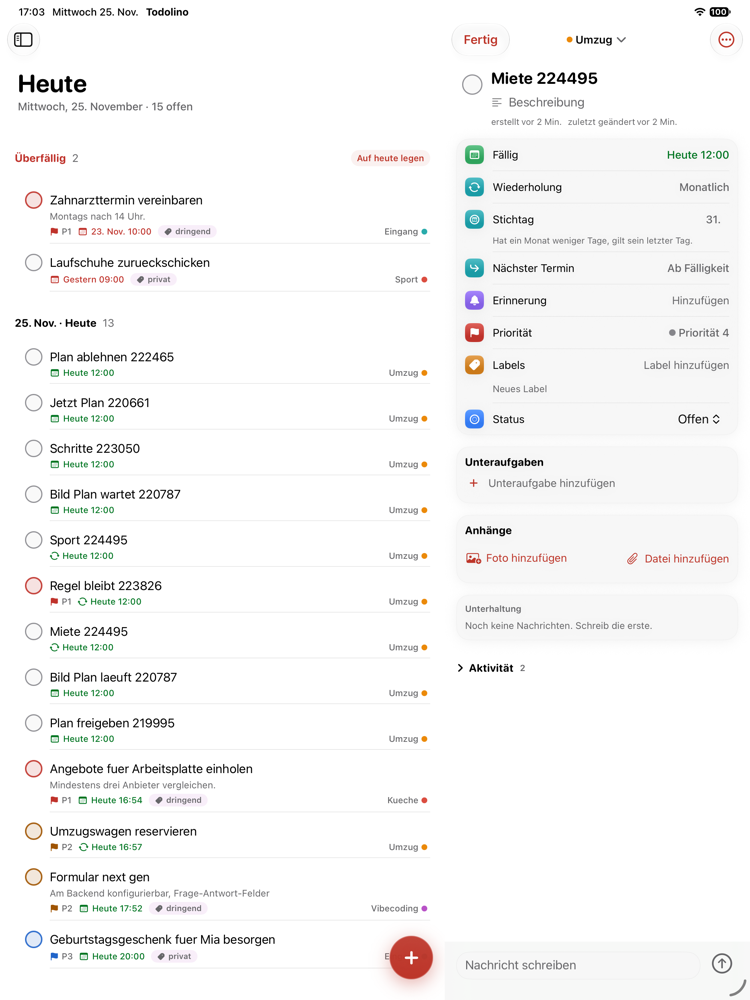 17:03 Mittwoch 25. Nov. Todolino
100
Heute
Mittwoch, 25. November · 15 offen
Überfällig 2
Auf heute legen
Zahnarzttermin vereinbaren
Montags nach 14 Uhr.
P1 23. Nov. 10:00 dringend Eingang
Laufschuhe zurueckschicken
Gestern 09:00 privat Sport
25. Nov. · Heute 13
Plan ablehnen 222465
Heute 12:00 Umzug
Jetzt Plan 220661
Heute 12:00 Umzug
Schritte 223050
Heute 12:00 Umzug
Bild Plan wartet 220787
Heute 12:00 Umzug
Sport 224495
Heute 12:00 Umzug
Regel bleibt 223826
P1 Heute 12:00 Umzug
Miete 224495
Heute 12:00 Umzug
Bild Plan laeuft 220787
Heute 12:00 Umzug
Plan freigeben 219995
Heute 12:00 Umzug
Angebote fuer Arbeitsplatte einholen
Mindestens drei Anbieter vergleichen.
P1 Heute 16:54 dringend Kueche
Umzugswagen reservieren
P2 Heute 16:57 Umzug
Formular next gen
Am Backend konfigurierbar, Frage-Antwort-Felder
P2 Heute 17:52 dringend Vibecoding
Geburtstagsgeschenk fuer Mia besorgen
P3 Heute 20:00 privat
Fertig
Umzug
Miete 224495
Beschreibung
erstellt vor 2 Min. zuletzt geändert vor 2 Min.
Fällig Heute 12:00
Wiederholung Monatlich
Stichtag 31.
Hat ein Monat weniger Tage, gilt sein letzter Tag.
Nächster Termin Ab Fälligkeit
Erinnerung Hinzufügen
Priorität Priorität 4
Labels Label hinzufügen
Neues Label
Status Offen
Unteraufgaben
+ Unteraufgabe hinzufügen
Anhänge
Foto hinzufügen Datei hinzufügen
Unterhaltung
Noch keine Nachrichten. Schreib die erste.
Aktivität 2
Nachricht schreiben